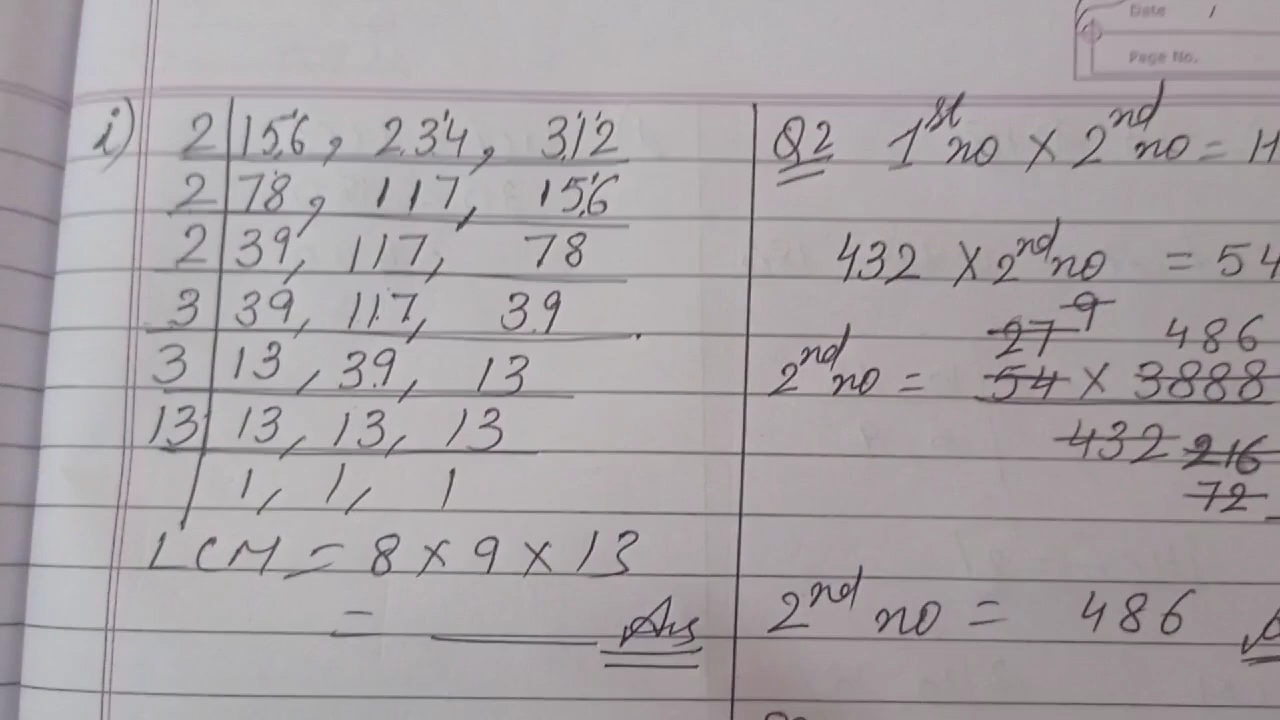 Date /
Page No.
i) 2 | 156, 234, 312
2 | 78, 117, 156
2 | 39, 117, 78
3 | 39, 117, 39
3 | 13, 39, 13
13 | 13, 13, 13
1, 1, 1
LCM = 8 × 9 × 13
= ______ Ans
Q2 1st no × 2nd no = H
432 × 2nd no = 54
27 9 486
2nd no = 54 × 3888
432 216
72
2nd no = 486